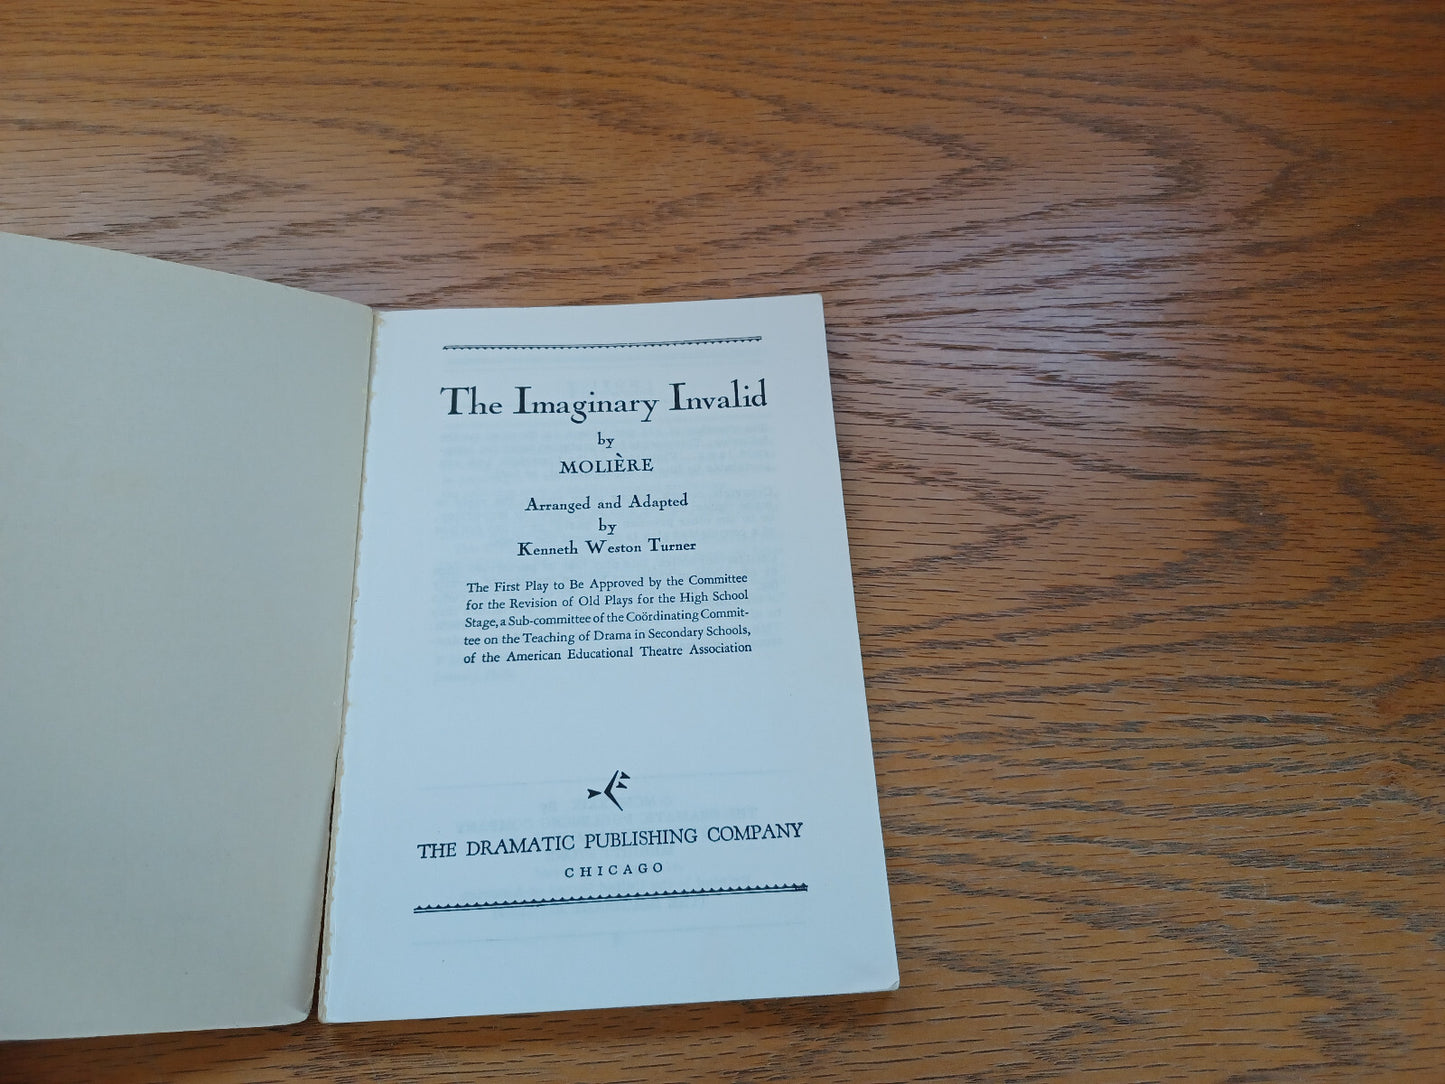 The Imaginary Invalid
by
MOLIÈRE
Arranged and Adapted
by
Kenneth Weston Turner
The First Play to Be Approved by the Committee
for the Revision of Old Plays for the High School
Stage, a Sub-committee of the Coördinating Commit-
tee on the Teaching of Drama in Secondary Schools,
of the American Educational Theatre Association
THE DRAMATIC PUBLISHING COMPANY
CHICAGO